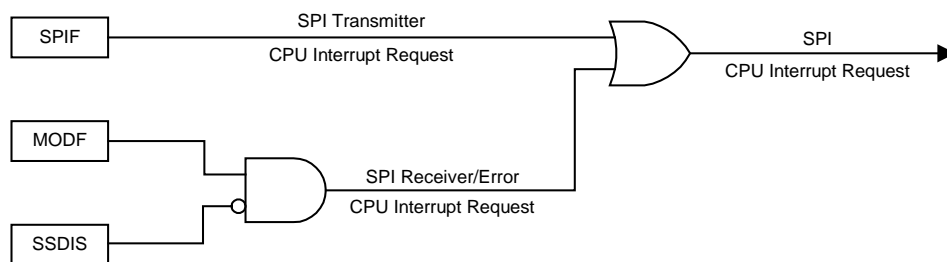 SPIF
SPI Transmitter
CPU Interrupt Request
SPI
CPU Interrupt Request
MODF
SPI Receiver/Error
CPU Interrupt Request
SSDIS